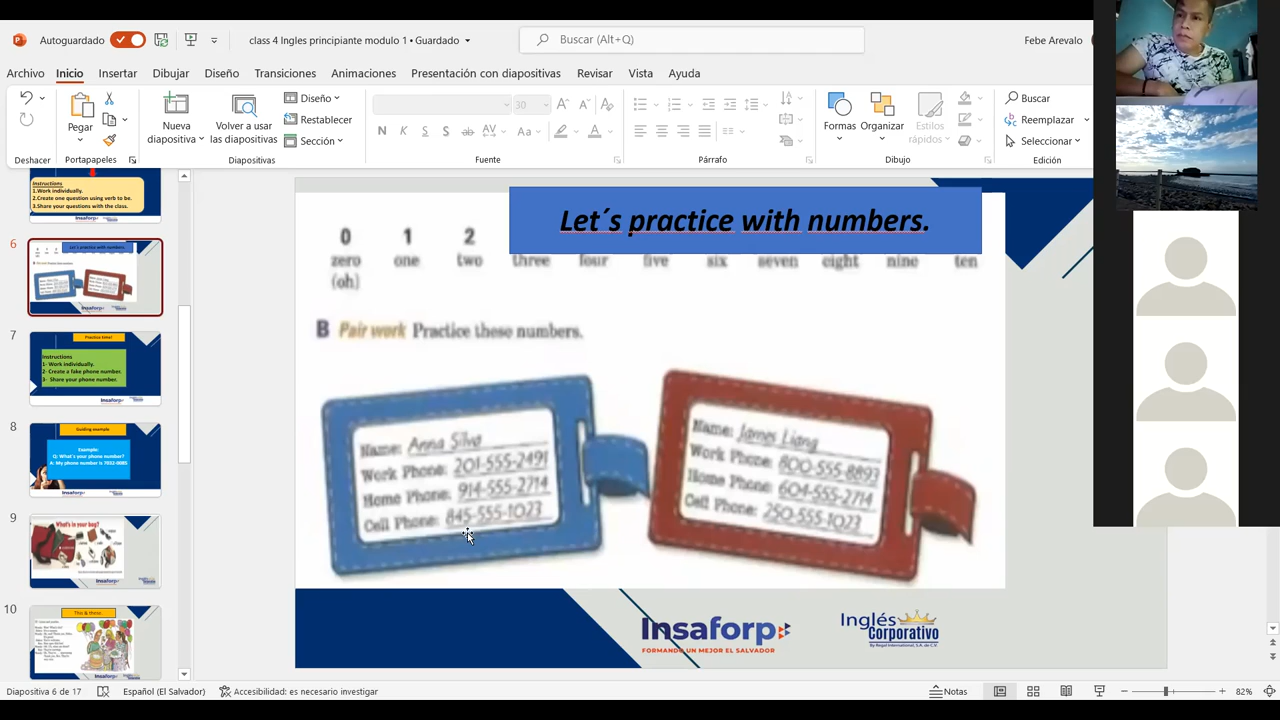 Autoguardado
class 4 Ingles principiante modulo 1 • Guardado
Buscar (Alt+Q)
Febe Arevalo
Archivo Inicio Insertar Dibujar Diseño Transiciones Animaciones Presentación con diapositivas Revisar Vista Ayuda
Deshacer
Pegar
Portapapeles
Nueva diapositiva
Volver a usar las diapositivas
Diseño
Restablecer
Sección
Diapositivas
30
N K S S ab AV Aa A
Fuente
Párrafo
Formas
Organizar
Estilos rápidos
Dibujo
Buscar
Reemplazar
Seleccionar
Edición
Instructions
1.Work individually.
2.Create one question using verb to be.
3.Share your questions with the class.
6
7
Practice time!
Instructions
1- Work individually.
2- Create a fake phone number.
3- Share your phone number.
8
Guiding example
Example:
Q: What's your phone number?
A: My phone number is 7032-0085
9
What's in your bag?
10
This & these.
Let´s practice with numbers.
0 1 2
zero one two three four five six seven eight nine ten
(oh)
B Pair work Practice these numbers.
Name: Anna Silva
Work Phone: 201-555-2491
Home Phone: 914-555-2714
Cell Phone: 845-555-1023
Name: James Liang
Work Phone: 800-555-8893
Home Phone: 604-555-2714
Cell Phone: 250-555-1023
Insaforp
FORMANDO UN MEJOR EL SALVADOR
Inglés
Corporativo
By Regal International, S.A. de C.V.
Diapositiva 6 de 17
Español (El Salvador)
Accesibilidad: es necesario investigar
Notas
82%